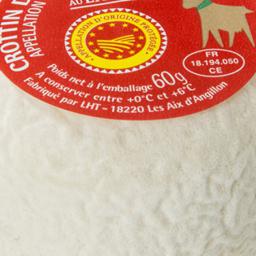 CROTTIN D
APPELLATION
AU
APPELLATION D'ORIGINE PROTÉGÉE
FR
18.194.050
CE
Poids net à l'emballage 60g
A conserver entre +0°C et +6°C
Fabriqué par LHT - 18220 Les Aix d'Angillon